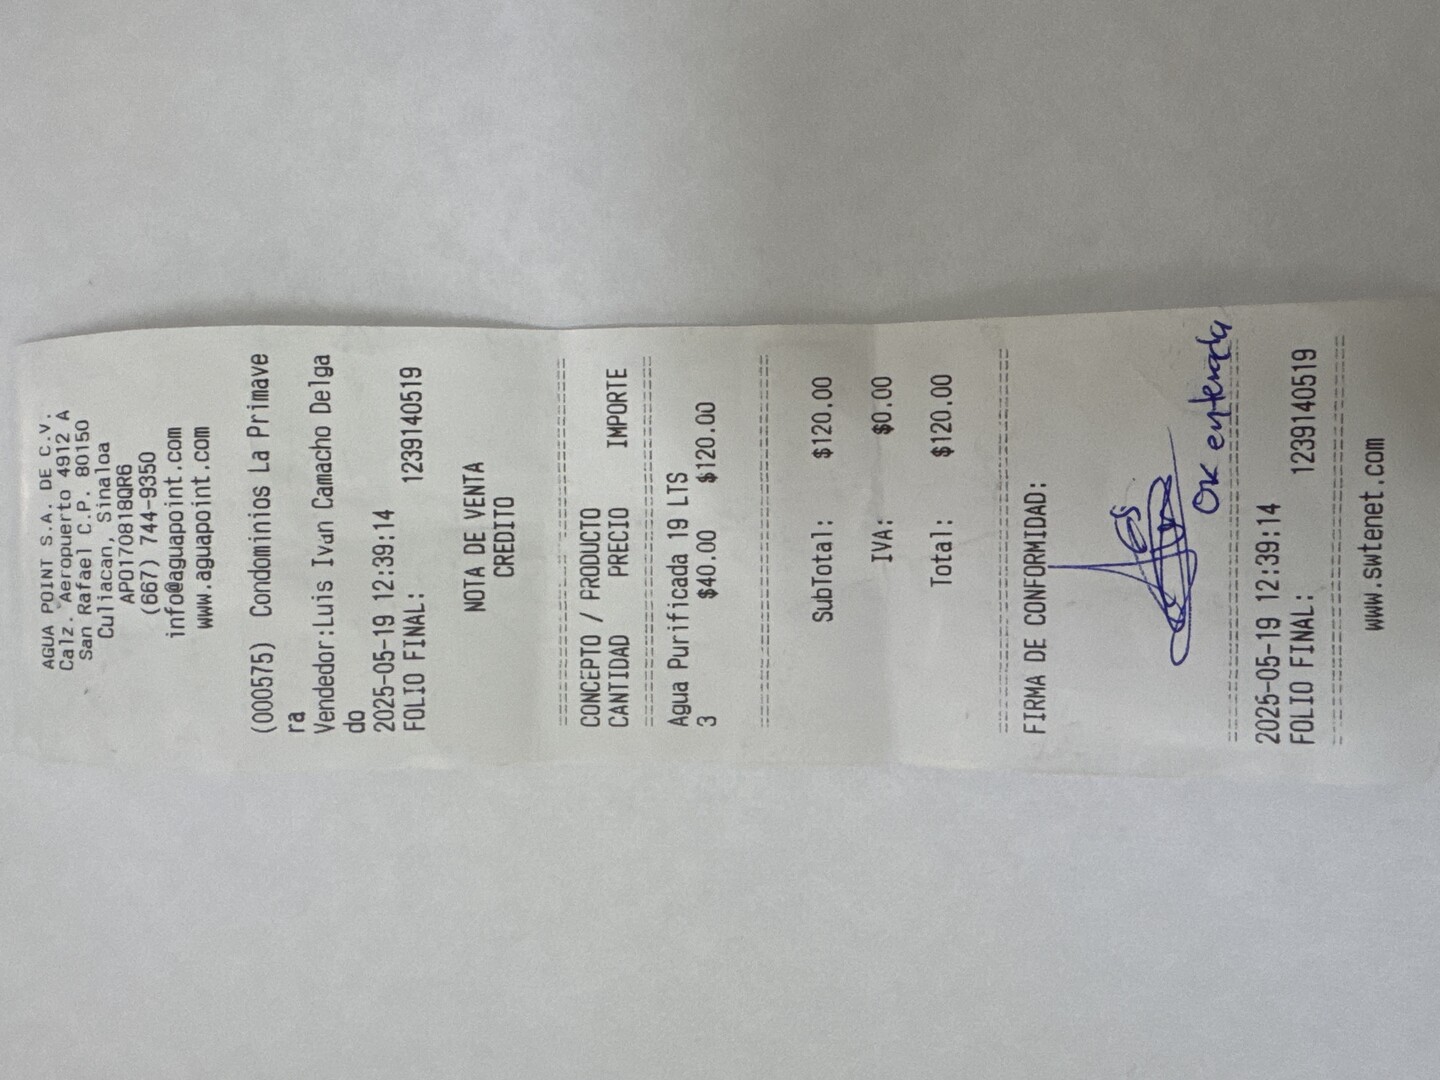 AGUA POINT S.A. DE C.V.
Calz. Aeropuerto 4912 A
San Rafael C.P. 80150
Culiacan, Sinaloa
APO170818QR6
(667) 744-9350
info@aguapoint.com
www.aguapoint.com
(000575) Condominios La Primave
ra
Vendedor:Luis Ivan Camacho Delga
do
2025-05-19 12:39:14
FOLIO FINAL: 1239140519
NOTA DE VENTA
CREDITO
CONCEPTO / PRODUCTO
CANTIDAD PRECIO IMPORTE
Agua Purificada 19 LTS
3 $40.00 $120.00
SubTotal: $120.00
IVA: $0.00
Total: $120.00
FIRMA DE CONFORMIDAD:
OK enterada
2025-05-19 12:39:14
FOLIO FINAL: 1239140519
www.swtenet.com